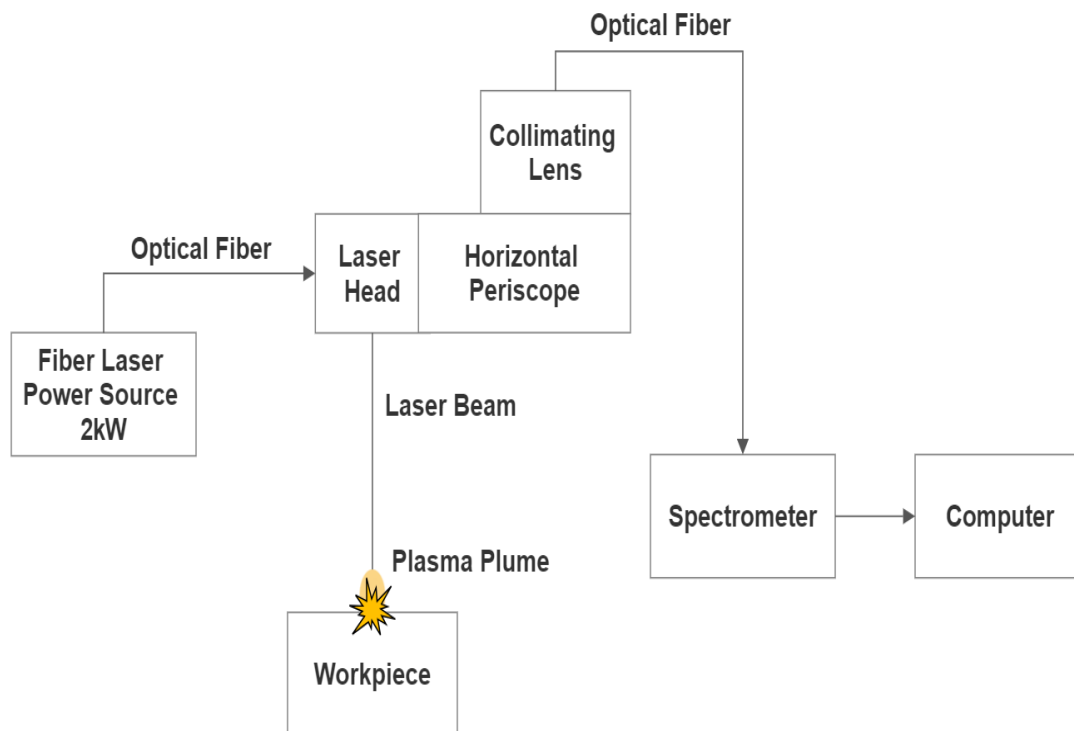 Optical Fiber
Collimating
Lens
Optical Fiber
Laser
Head
Horizontal
Periscope
Fiber Laser
Power Source
2kW
Laser Beam
Spectrometer
Computer
Plasma Plume
Workpiece